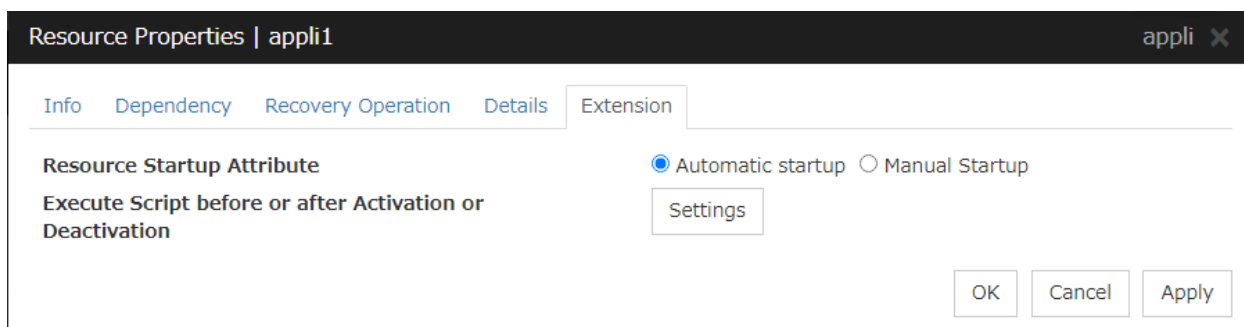 Resource Properties | appli1 appli
Info Dependency Recovery Operation Details Extension
Resource Startup Attribute Automatic startup Manual Startup
Execute Script before or after Activation or
Deactivation
Settings
OK Cancel Apply